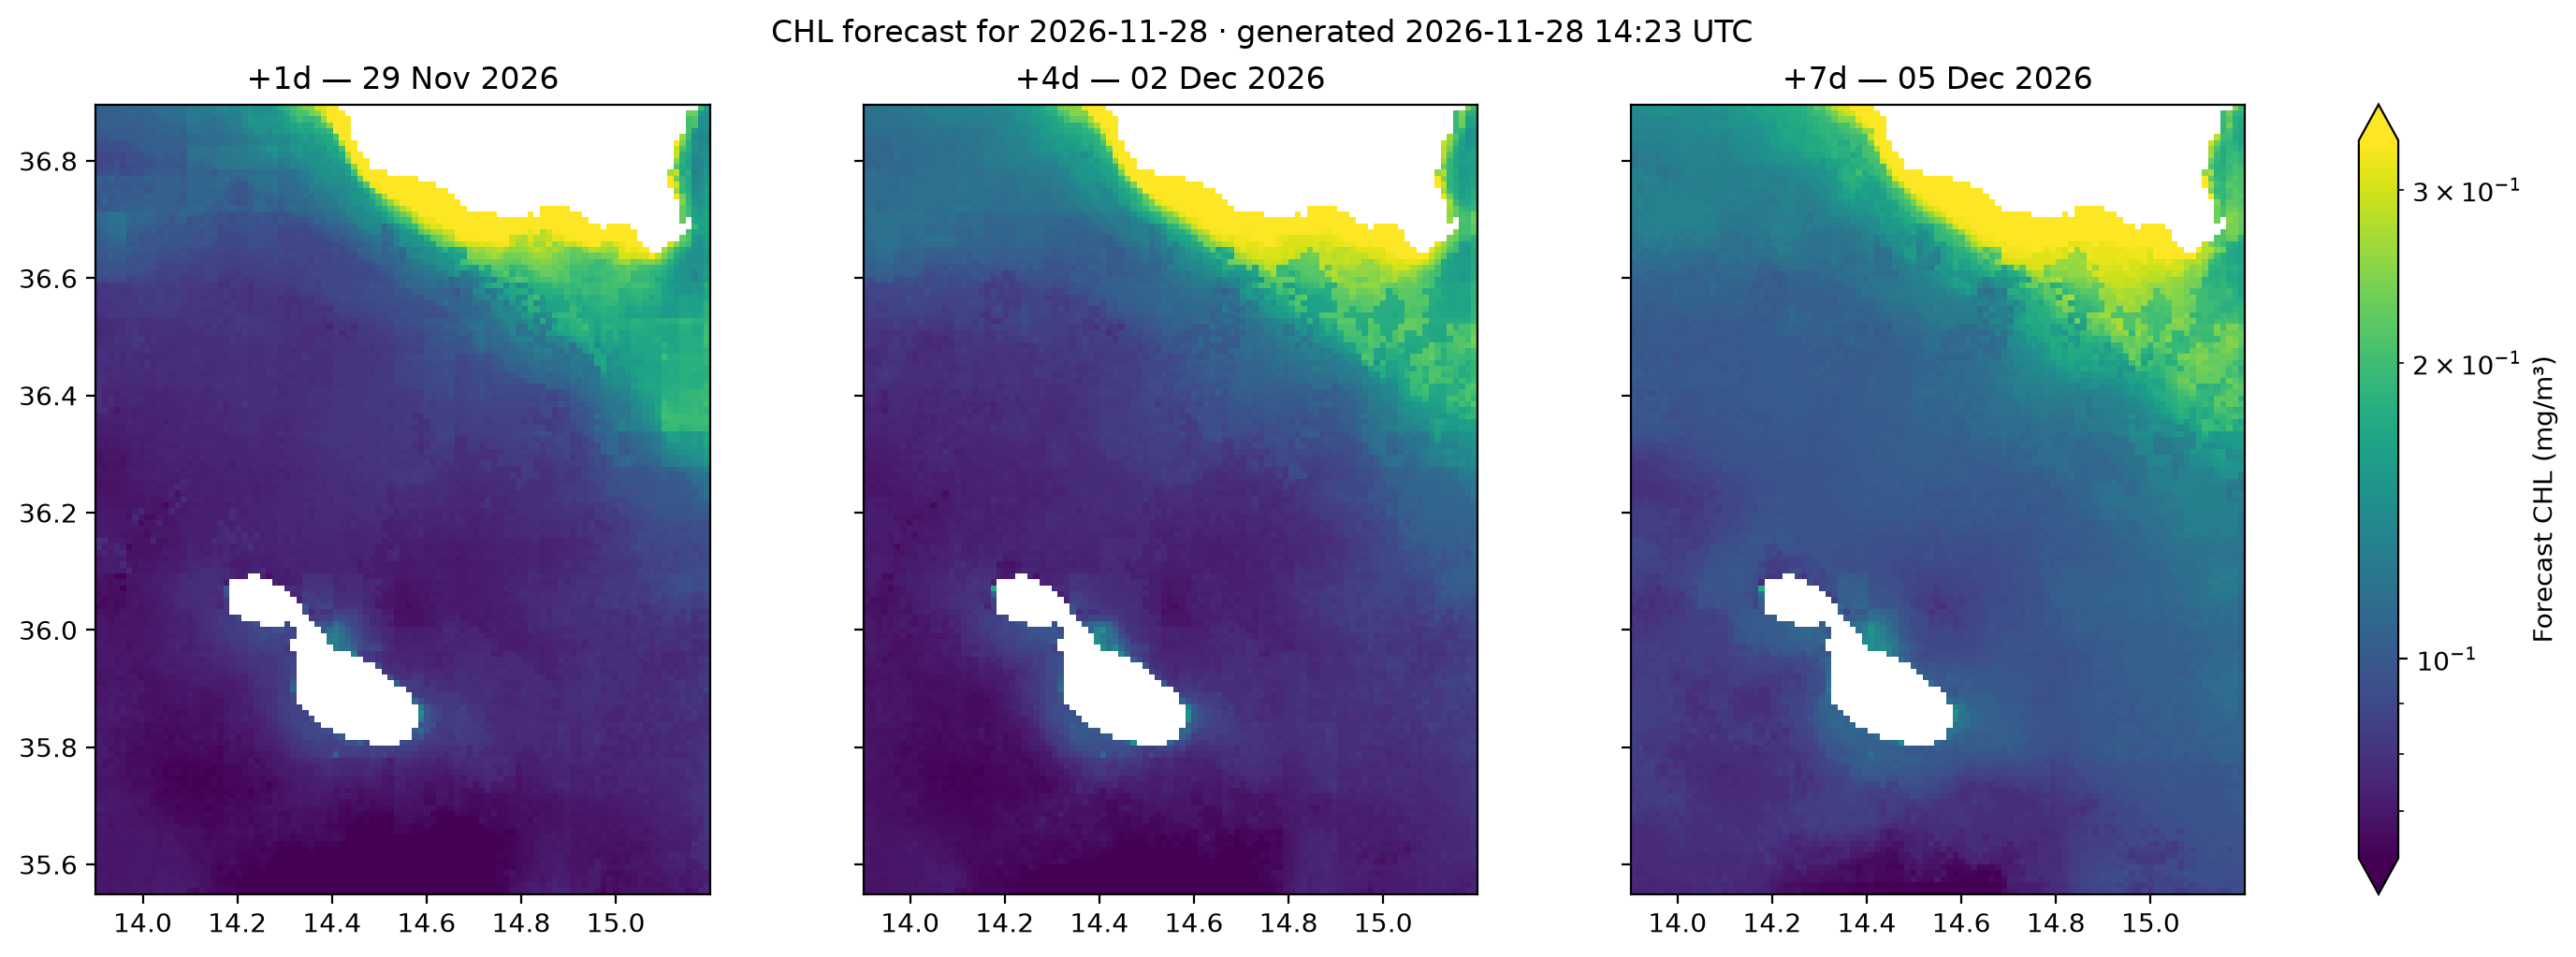 CHL forecast for 2026-11-28 · generated 2026-11-28 14:23 UTC
+1d — 29 Nov 2026
+4d — 02 Dec 2026
+7d — 05 Dec 2026
36.8
36.6
36.4
36.2
36.0
35.8
35.6
14.0 14.2 14.4 14.6 14.8 15.0
14.0 14.2 14.4 14.6 14.8 15.0
14.0 14.2 14.4 14.6 14.8 15.0
3 × 10⁻¹
2 × 10⁻¹
10⁻¹
Forecast CHL (mg/m³)